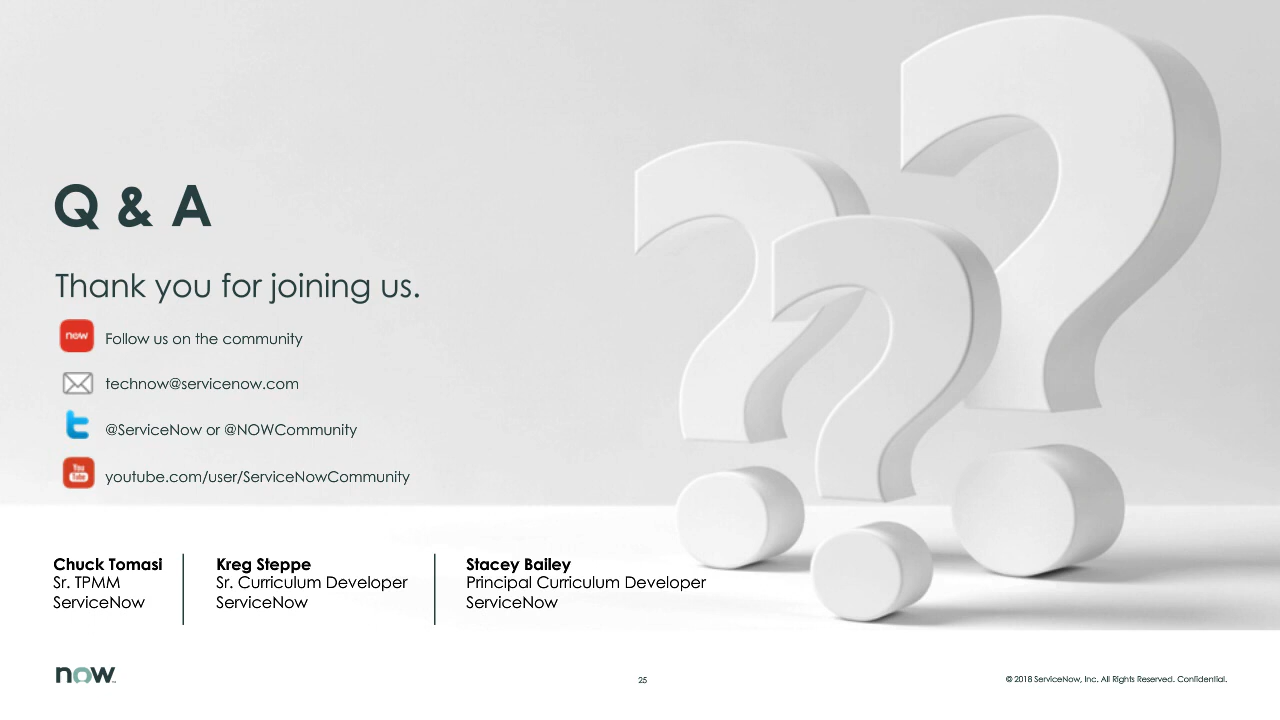 Q & A
Thank you for joining us.
now
Follow us on the community
technow@servicenow.com
@ServiceNow or @NOWCommunity
You
Tube
youtube.com/user/ServiceNowCommunity
Chuck Tomasi
Sr. TPMM
ServiceNow
Kreg Steppe
Sr. Curriculum Developer
ServiceNow
Stacey Bailey
Principal Curriculum Developer
ServiceNow
now
25
© 2018 ServiceNow, Inc. All Rights Reserved. Confidential.